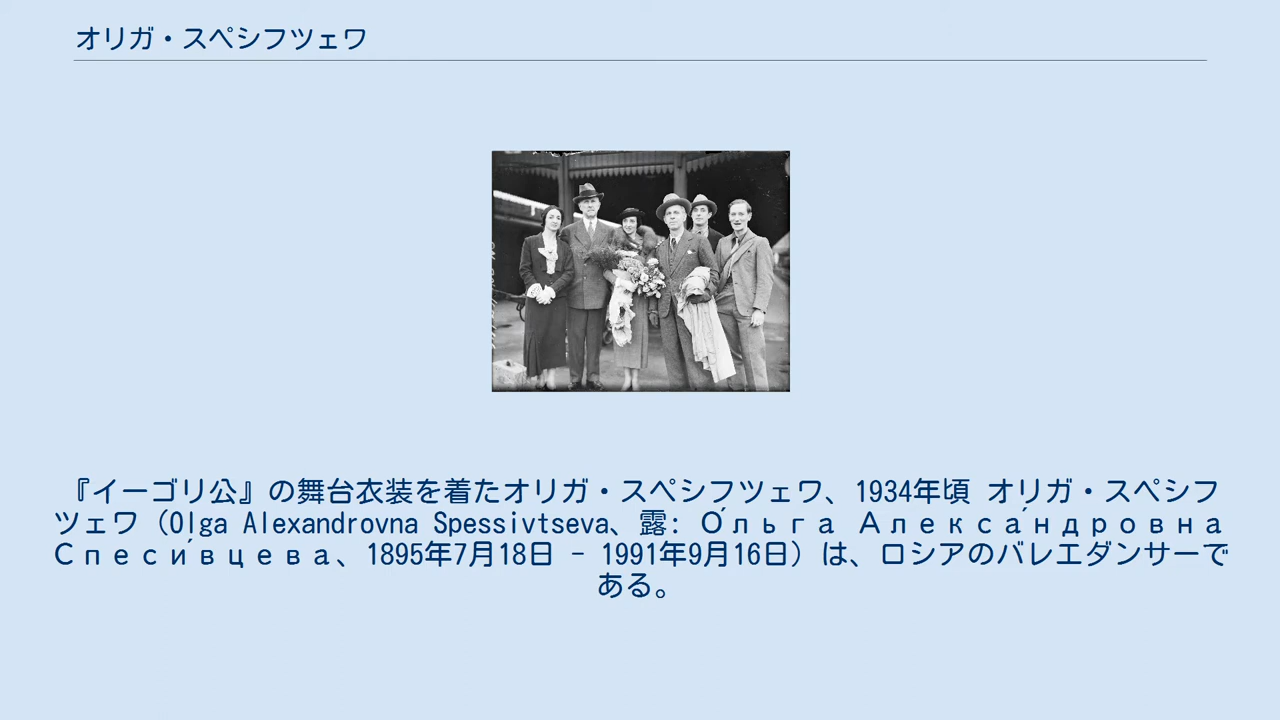 オリガ・スペシフツェワ
『イーゴリ公』の舞台衣装を着たオリガ・スペシフツェワ、1934年頃 オリガ・スペシフ
ツェワ（Olga Alexandrovna Spessivtseva、露: О́льга Алекса́ндровна
Спеси́вцева、1895年7月18日 - 1991年9月16日）は、ロシアのバレエダンサーで
ある。